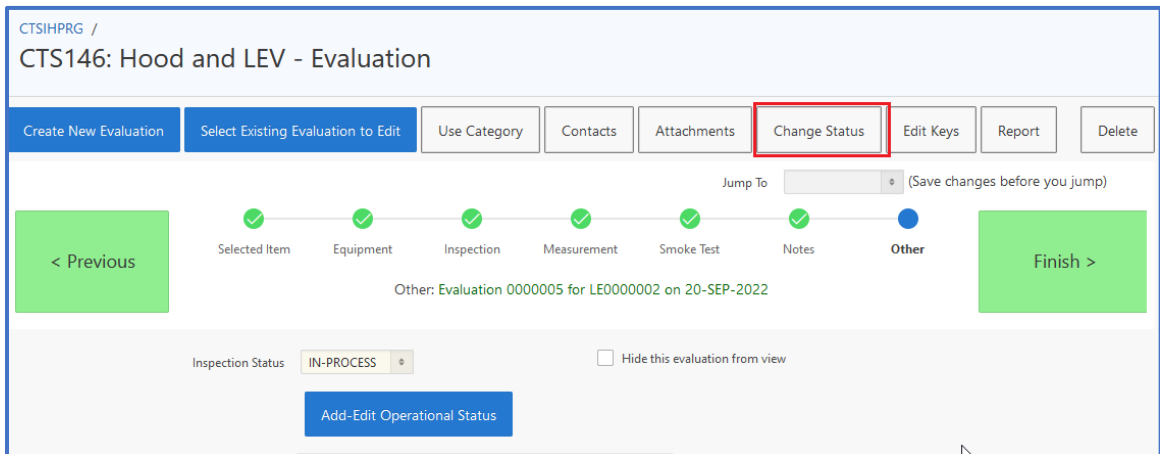 CTSIHPRG /
CTS146: Hood and LEV - Evaluation
Create New Evaluation Select Existing Evaluation to Edit Use Category Contacts Attachments Change Status Edit Keys Report Delete
Jump To (Save changes before you jump)
< Previous Selected Item Equipment Inspection Measurement Smoke Test Notes Other Finish >
Other: Evaluation 0000005 for LE0000002 on 20-SEP-2022
Inspection Status IN-PROCESS Hide this evaluation from view
Add-Edit Operational Status